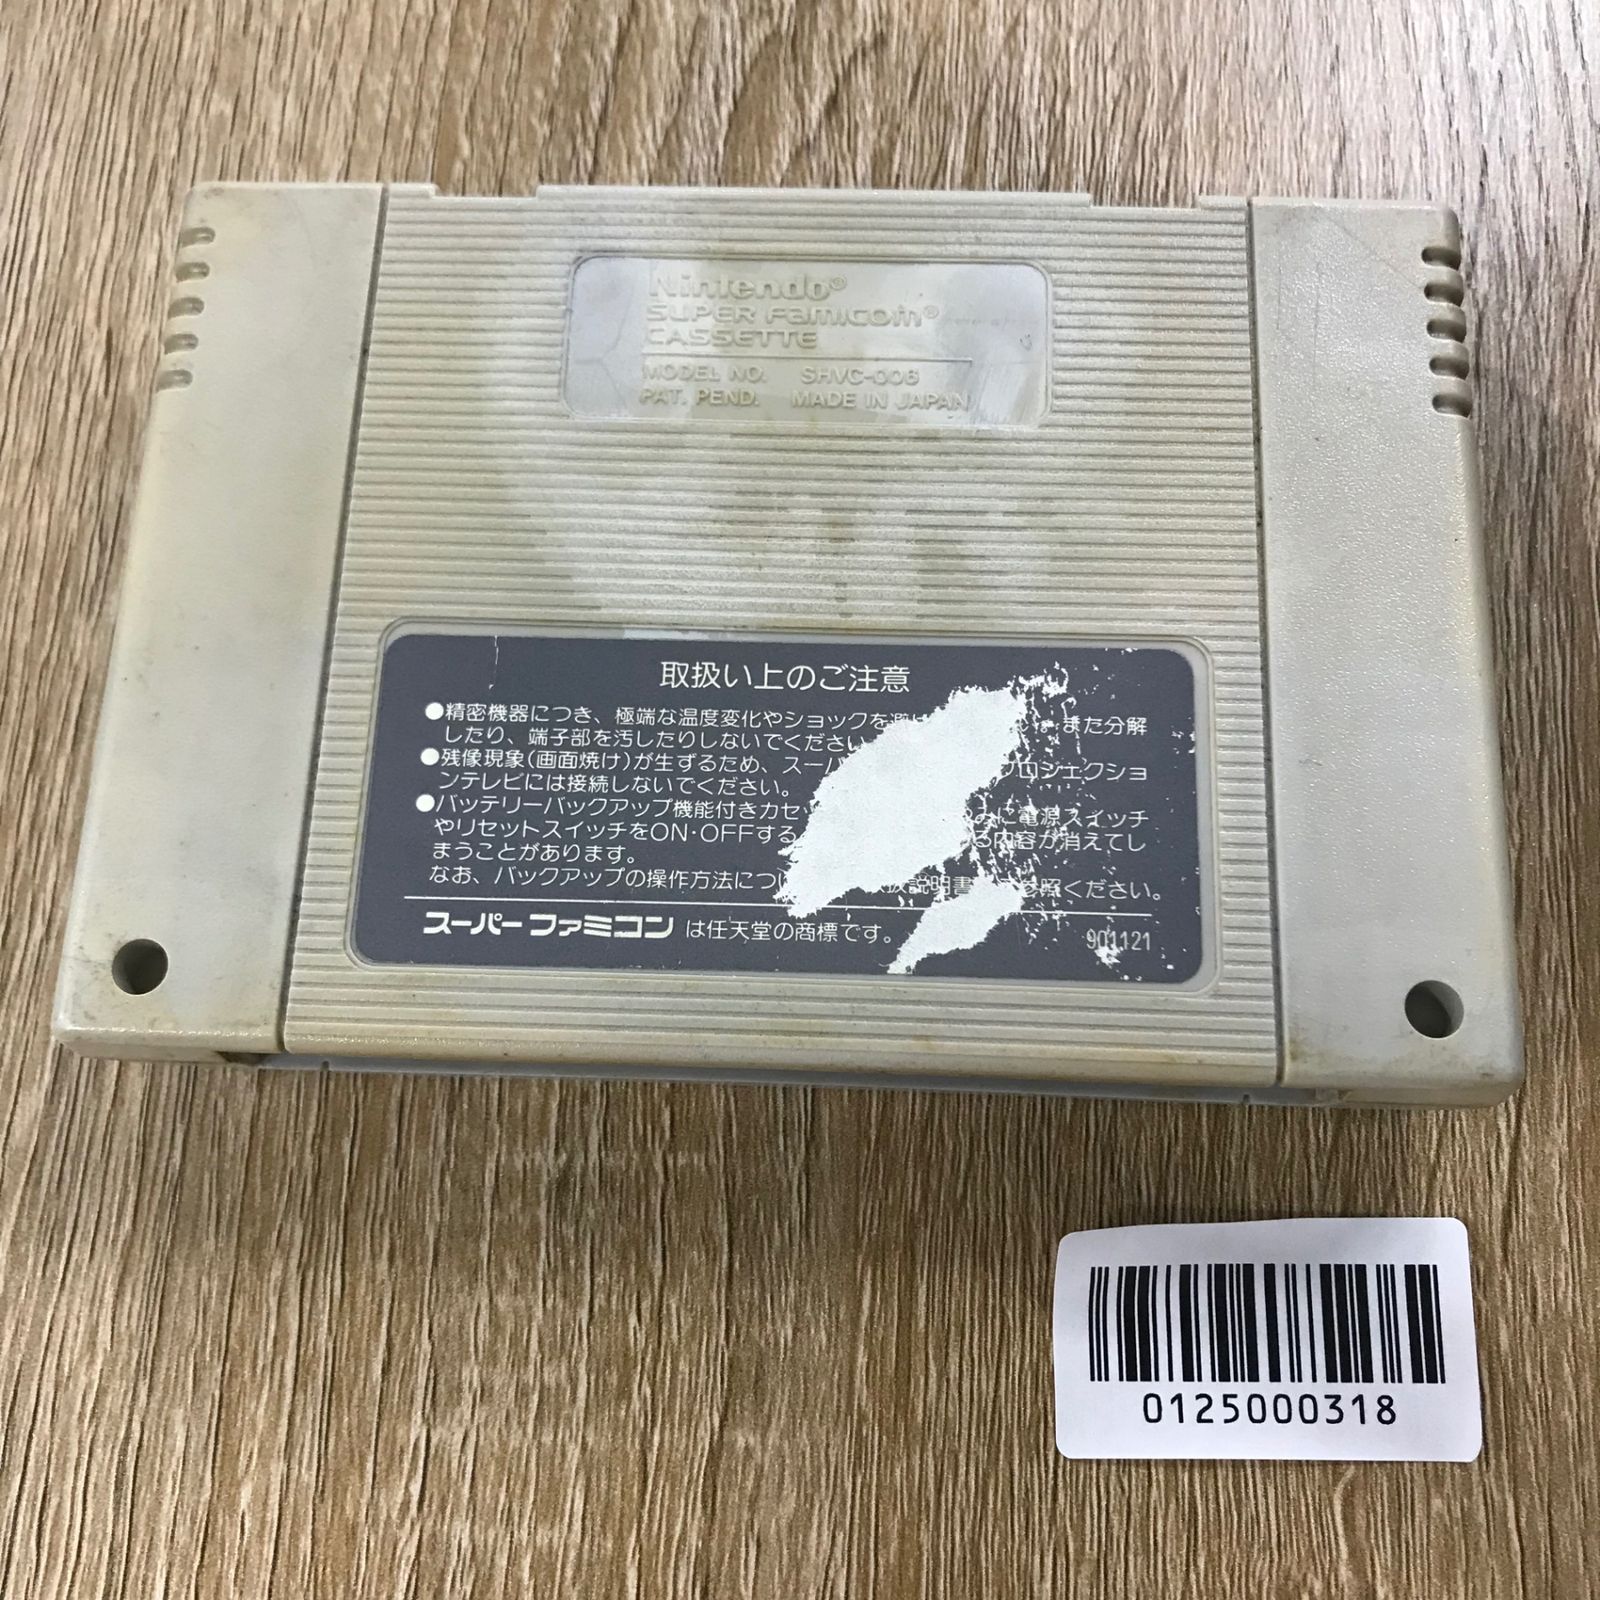 Nintendo®
SUPER Famicom®
CASSETTE
MODEL NO. SHVC-006
PAT. PEND. MADE IN JAPAN
取扱い上のご注意
●精密機器につき、極端な温度変化やショックを避け 。また分解
したり、端子部を汚したりしないでください
●残像現象(画面焼け)が生ずるため、スーパ プロジェクショ
ンテレビには接続しないでください。
●バッテリーバックアップ機能付きカセッ みに電源スイッチ
やリセットスイッチをON・OFFする る内容が消えてし
まうことがあります。
なお、バックアップの操作方法につい 取扱説明書 参照ください。
スーパーファミコン は任天堂の商標です。
901121
0125000318